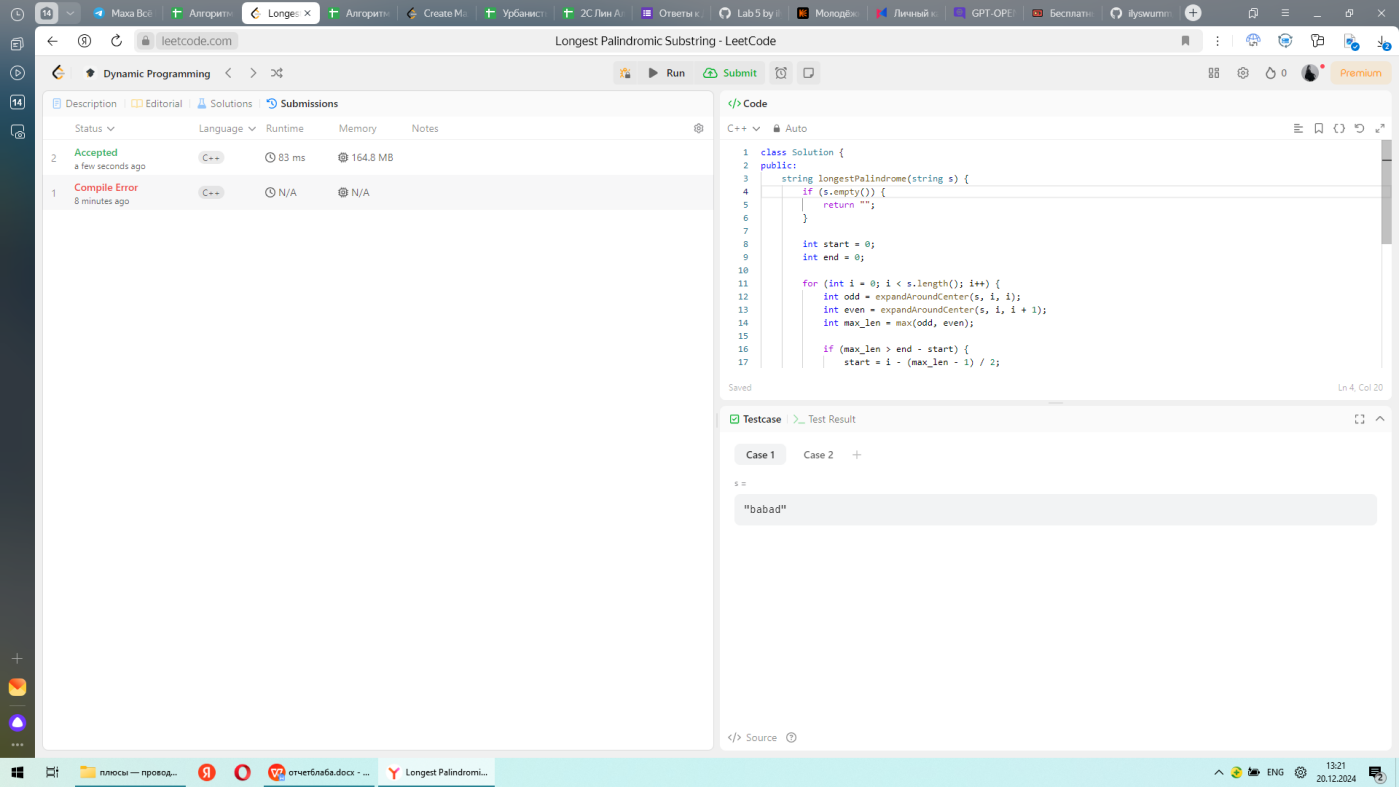 14 Маха Всё Алгоритм Longes Алгоритм Create Ma Урбанист 2С Лин Ал Ответы к Lab 5 by il Молодёжн Личный к GPT-OPEN Бесплатн ilyswumm
leetcode.com Longest Palindromic Substring - LeetCode 2
14
Dynamic Programming Run Submit 0 Premium
Description Editorial Solutions Submissions
Status Language Runtime Memory Notes
2 Accepted C++ 83 ms 164.8 MB
a few seconds ago
1 Compile Error C++ N/A N/A
8 minutes ago
</> Code
C++ Auto
1 class Solution {
2 public:
3 string longestPalindrome(string s) {
4 if (s.empty()) {
5 return "";
6 }
7
8 int start = 0;
9 int end = 0;
10
11 for (int i = 0; i < s.length(); i++) {
12 int odd = expandAroundCenter(s, i, i);
13 int even = expandAroundCenter(s, i, i + 1);
14 int max_len = max(odd, even);
15
16 if (max_len > end - start) {
17 start = i - (max_len - 1) / 2;
Saved Ln 4, Col 20
Testcase >_ Test Result
Case 1 Case 2 +
s =
"babad"
</> Source
плюсы — провод... Я отчетблаба.docx - ... Longest Palindromi... ENG 13:21
20.12.2024 2